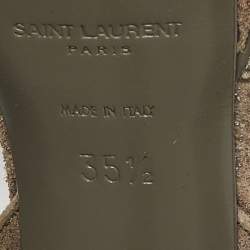 SAINT LAURENT
PARIS
MADE IN ITALY
35½